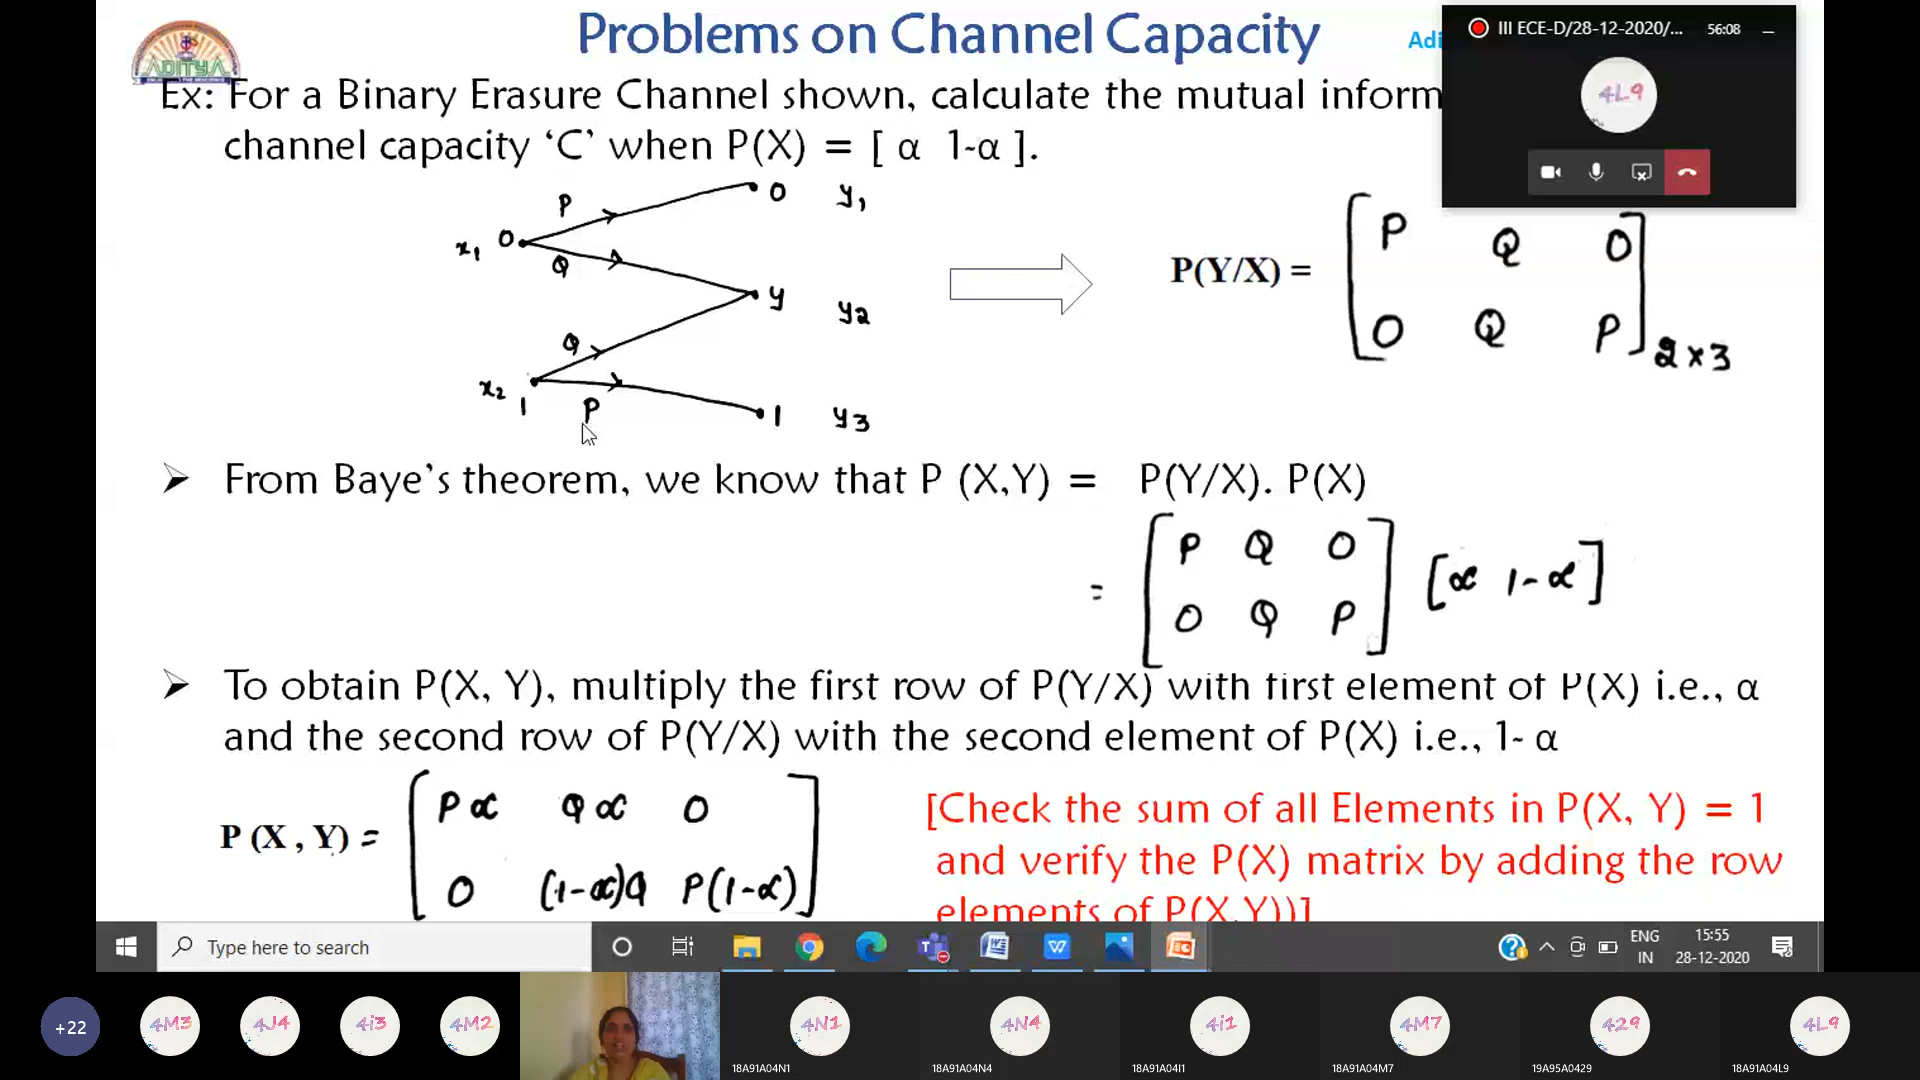 Problems on Channel Capacity
Adi
III ECE-D/28-12-2020/... 56:08
4L9
ADITYA
Ex: For a Binary Erasure Channel shown, calculate the mutual inform
channel capacity ‘C’ when P(X) = [ α 1-α ].
P
0 y₁
x₁ 0
Q
y y₂
Q
x₂ 1
P
1 y₃
P(Y/X) =
P Q 0
0 Q P
2×3
From Baye’s theorem, we know that P (X,Y) = P(Y/X). P(X)
=
P Q 0
0 Q P
[α 1-α]
To obtain P(X, Y), multiply the first row of P(Y/X) with first element of P(X) i.e., α
and the second row of P(Y/X) with the second element of P(X) i.e., 1- α
P (X , Y) =
Pα Qα 0
0 (1-α)Q P(1-α)
[Check the sum of all Elements in P(X, Y) = 1
and verify the P(X) matrix by adding the row
elements of P(X,Y))]
Type here to search
ENG
IN
15:55
28-12-2020
+22
4M3
4J4
4i3
4M2
4N1
4N4
4i1
4M7
429
4L9
18A91A04N1
18A91A04N4
18A91A04I1
18A91A04M7
19A95A0429
18A91A04L9